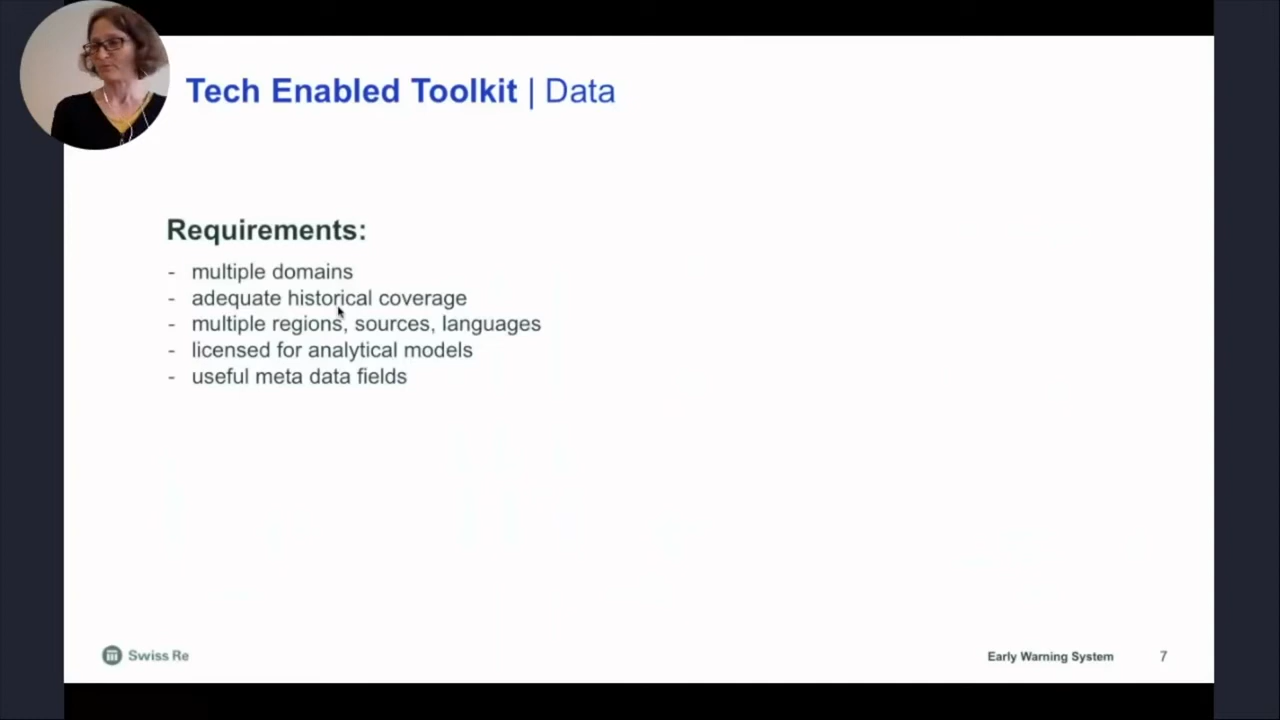 Tech Enabled Toolkit | Data
Requirements:
- multiple domains
- adequate historical coverage
- multiple regions, sources, languages
- licensed for analytical models
- useful meta data fields
Swiss Re
Early Warning System 7